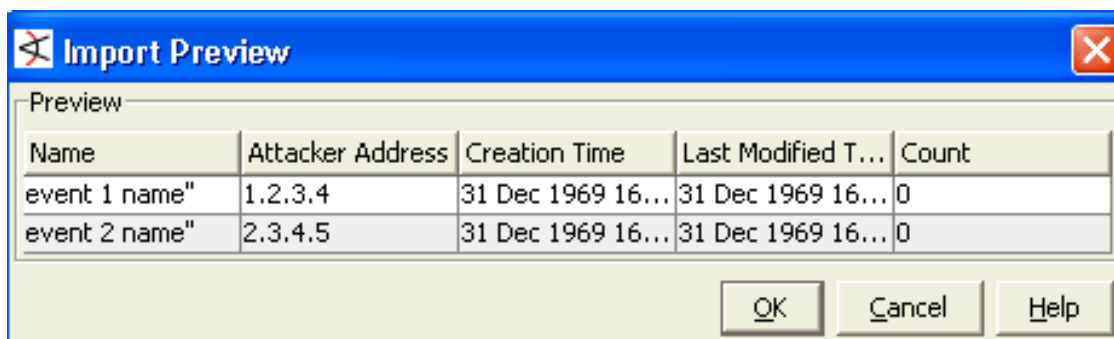 Import Preview
Preview
Name Attacker Address Creation Time Last Modified T... Count
event 1 name" 1.2.3.4 31 Dec 1969 16... 31 Dec 1969 16... 0
event 2 name" 2.3.4.5 31 Dec 1969 16... 31 Dec 1969 16... 0
OK Cancel Help